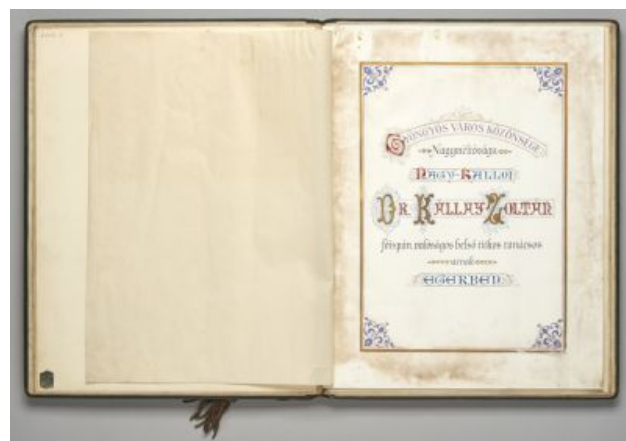 GYÖNGYÖS VÁROS KÖZÖNSÉGE
Nagyméltóságu
NAGY-KÁLLÓI
DR. KÁLLAY ZOLTÁN
főispán, valóságos belső titkos tanácsos
urnak
EGERBEN